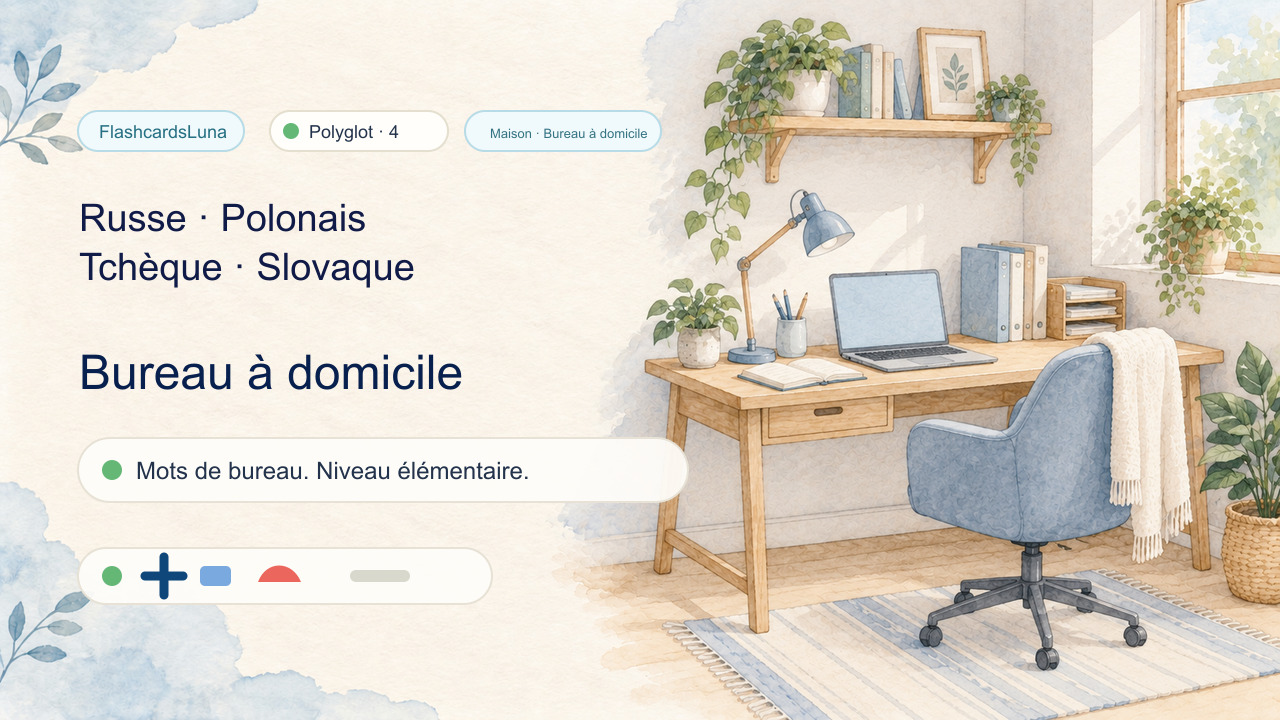 FlashcardsLuna
Polyglot · 4
Maison · Bureau à domicile
Russe · Polonais
Tchèque · Slovaque
Bureau à domicile
Mots de bureau. Niveau élémentaire.